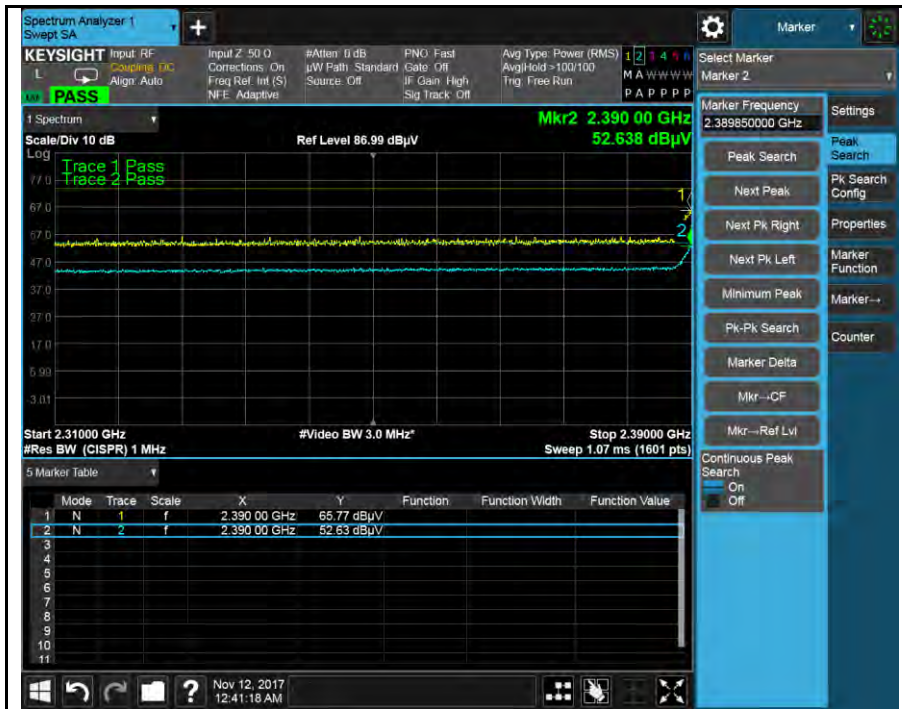 Spectrum Analyzer 1
Swept SA
+
Marker
KEYSIGHT Input: RF
Coupling: DC
Align: Auto
Input Z: 50 Ω
Corrections: On
Freq Ref: Int (S)
NFE: Adaptive
#Atten: 0 dB
µW Path: Standard
Source: Off
PNO: Fast
Gate: Off
IF Gain: High
Sig Track: Off
Avg Type: Power (RMS)
Avg|Hold:>100/100
Trig: Free Run
1 2 3 4 5 6
M A W W W W
P A P P P P
L
PASS
Select Marker
Marker 2
1 Spectrum
Scale/Div 10 dB
Ref Level 86.99 dBµV
Mkr2 2.390 00 GHz
52.638 dBµV
Log
Trace 1 Pass
Trace 2 Pass
77.0
67.0
57.0
47.0
37.0
27.0
17.0
6.99
-3.01
1
2
Start 2.31000 GHz
#Video BW 3.0 MHz*
Stop 2.39000 GHz
#Res BW (CISPR) 1 MHz
Sweep 1.07 ms (1601 pts)
5 Marker Table
Mode Trace Scale X Y Function Function Width Function Value
1 N 1 f 2.390 00 GHz 65.77 dBµV
2 N 2 f 2.390 00 GHz 52.63 dBµV
3
4
5
6
7
8
9
10
11
Marker Frequency
2.389850000 GHz
Peak Search
Next Peak
Next Pk Right
Next Pk Left
Minimum Peak
Pk-Pk Search
Marker Delta
Mkr→CF
Mkr→Ref Lvl
Continuous Peak
Search
On
Off
Settings
Peak
Search
Pk Search
Config
Properties
Marker
Function
Marker→
Counter
?
Nov 12, 2017
12:41:18 AM